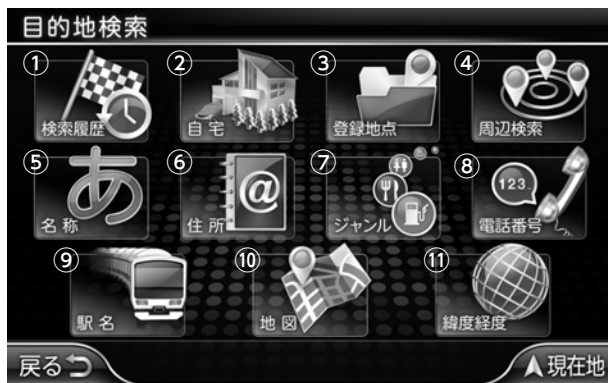 目的地検索
① ② ③ ④
検索履歴 自宅 登録地点 周辺検索
⑤ ⑥ ⑦ ⑧
あ @ 123..
名称 住所 ジャンル 電話番号
⑨ ⑩ ⑪
駅名 地図 緯度経度
戻る 現在地